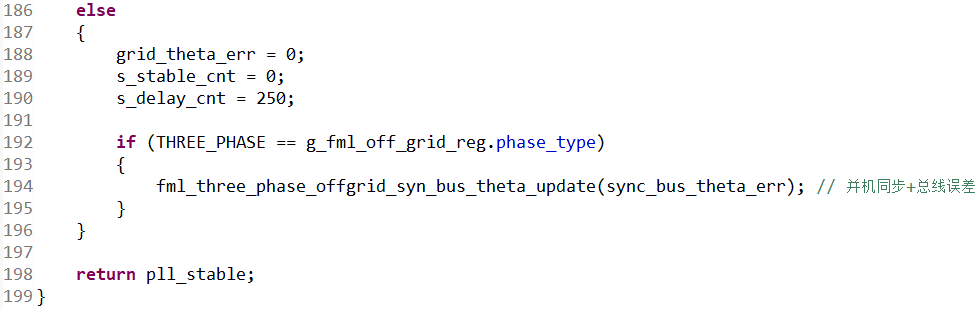 186 else
187 {
188 grid_theta_err = 0;
189 s_stable_cnt = 0;
190 s_delay_cnt = 250;
191
192 if (THREE_PHASE == g_fml_off_grid_reg.phase_type)
193 {
194 fml_three_phase_offgrid_syn_bus_theta_update(sync_bus_theta_err); // 并机同步+总线误差
195 }
196 }
197
198 return pll_stable;
199 }